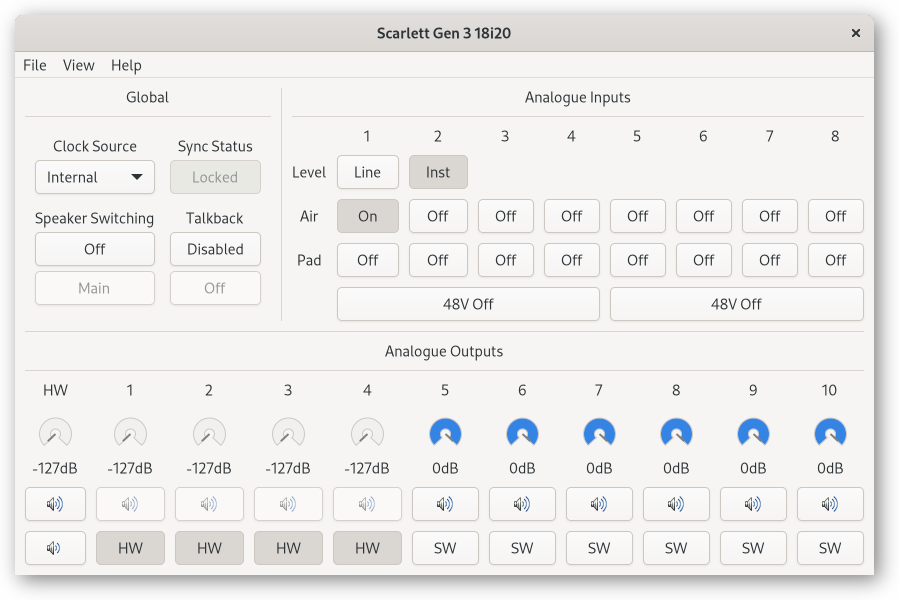 Scarlett Gen 3 18i20
File View Help
Global
Clock Source Sync Status
Internal Locked
Speaker Switching Talkback
Off Disabled
Main Off
Analogue Inputs
1 2 3 4 5 6 7 8
Level Line Inst
Air On Off Off Off Off Off Off Off
Pad Off Off Off Off Off Off Off Off
48V Off 48V Off
Analogue Outputs
HW 1 2 3 4 5 6 7 8 9 10
-127dB -127dB -127dB -127dB -127dB 0dB 0dB 0dB 0dB 0dB 0dB
HW HW HW HW SW SW SW SW SW SW